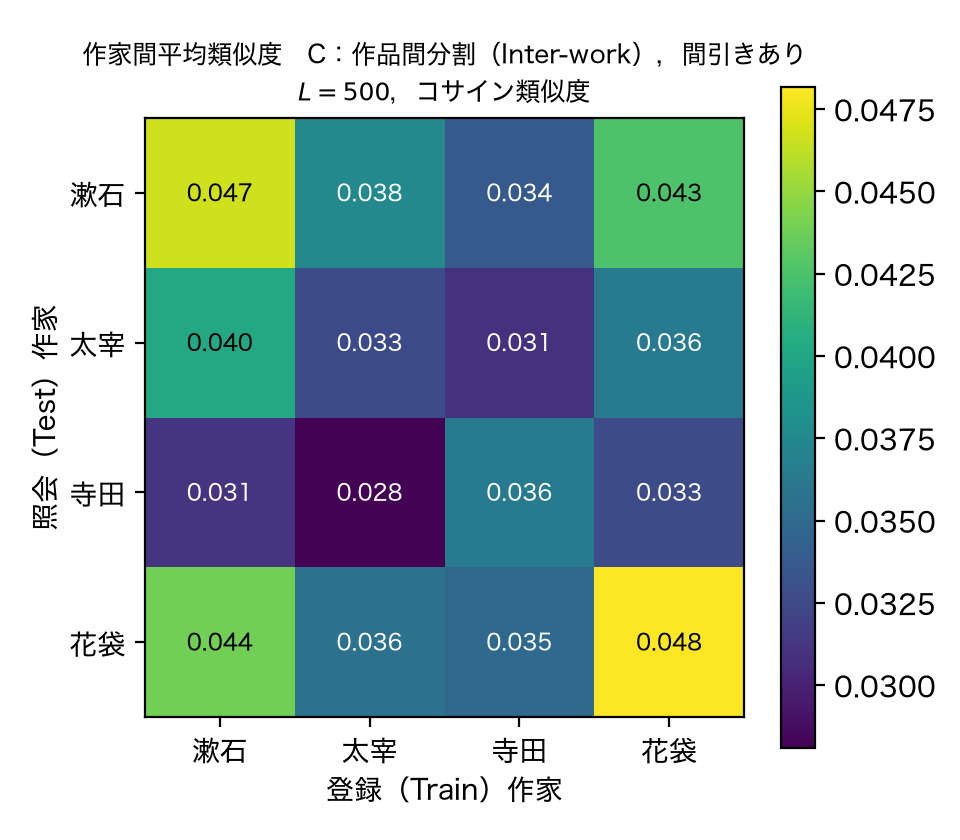 作家間平均類似度　C：作品間分割（Inter-work），間引きあり
L = 500，コサイン類似度
漱石
0.047
0.038
0.034
0.043
太宰
0.040
0.033
0.031
0.036
寺田
0.031
0.028
0.036
0.033
花袋
0.044
0.036
0.035
0.048
漱石
太宰
寺田
花袋
登録（Train）作家
照会（Test）作家
0.0475
0.0450
0.0425
0.0400
0.0375
0.0350
0.0325
0.0300